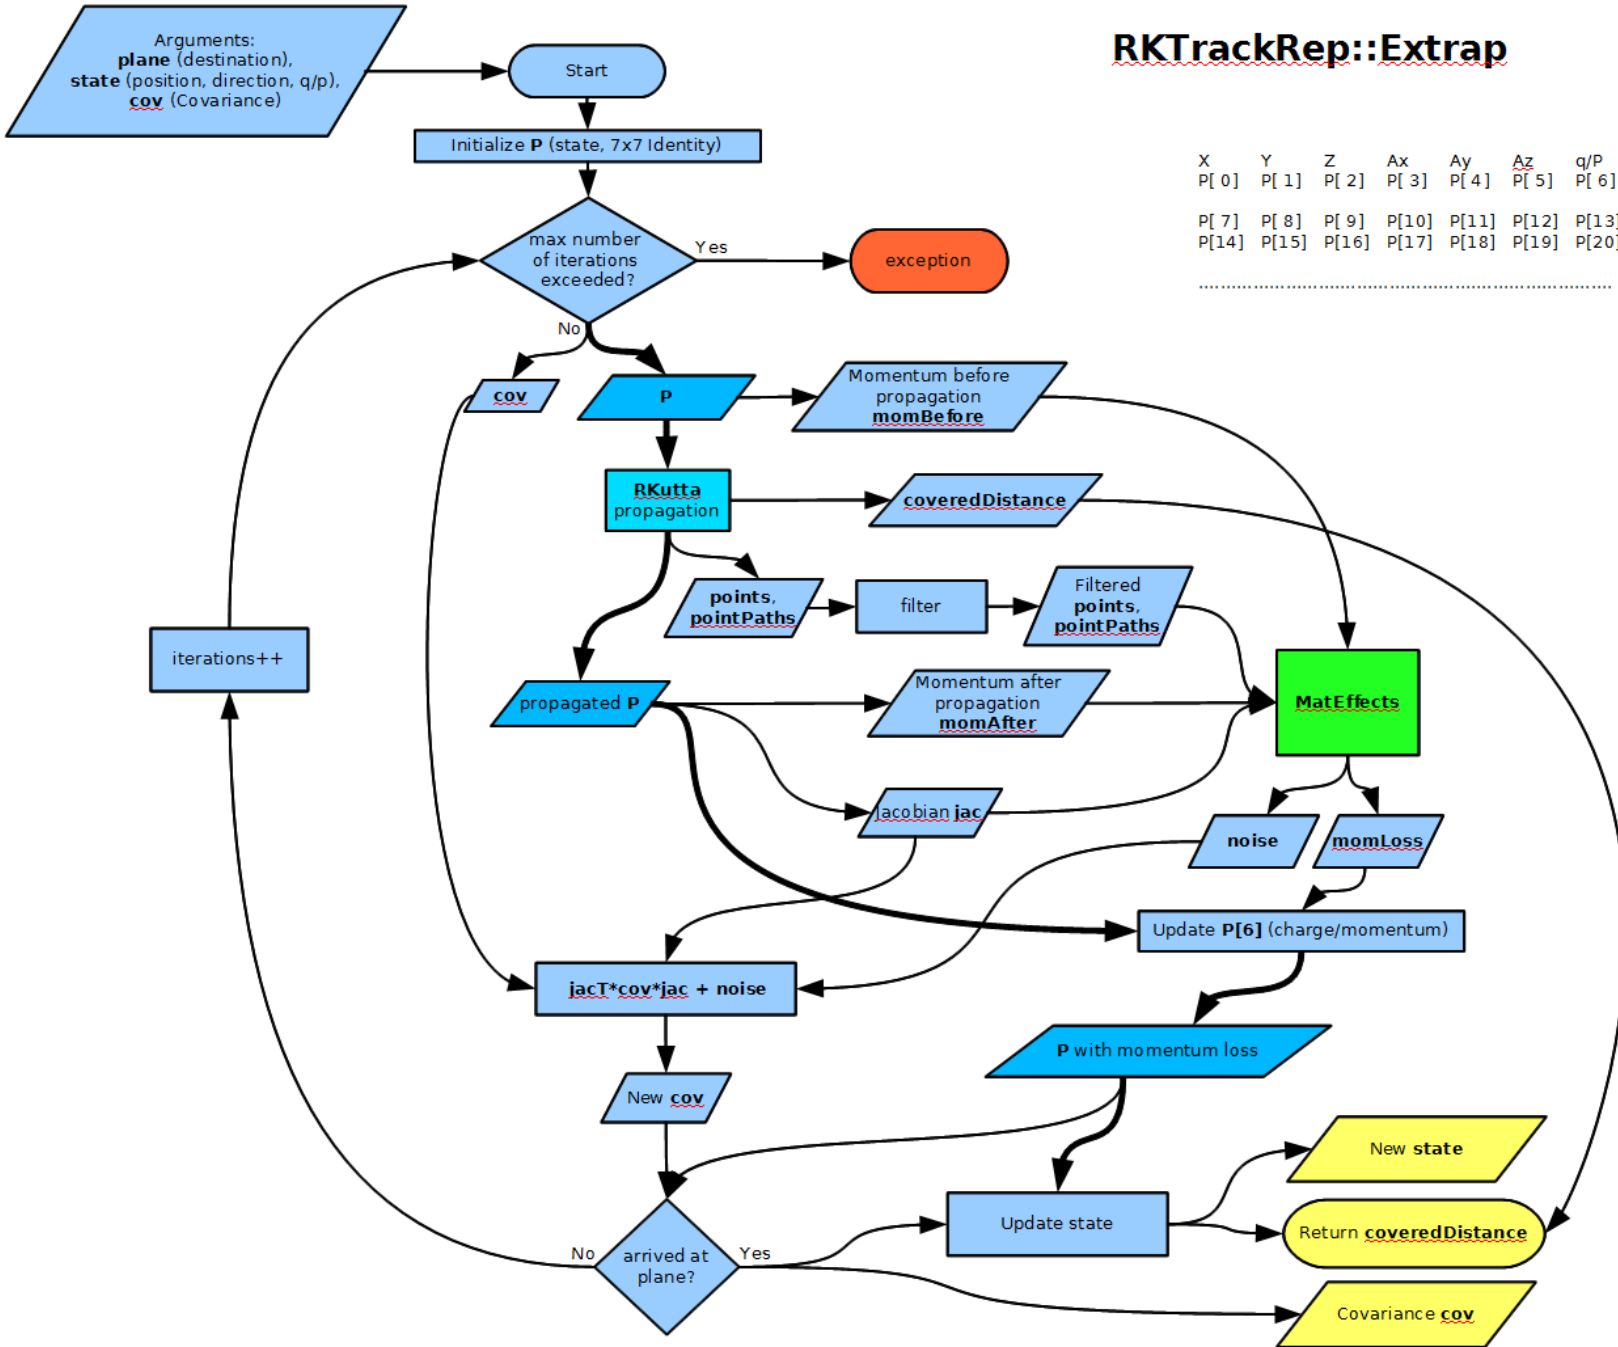 RKTrackRep::Extrap
Arguments:
plane (destination),
state (position, direction, q/p),
cov (Covariance)
Start
Initialize P (state, 7x7 Identity)
X Y Z Ax Ay Az q/P
P[ 0] P[ 1] P[ 2] P[ 3] P[ 4] P[ 5] P[ 6]
P[ 7] P[ 8] P[ 9] P[10] P[11] P[12] P[13]
P[14] P[15] P[16] P[17] P[18] P[19] P[20]
................................................................................
max number
of iterations
exceeded?
Yes
exception
No
cov
P
Momentum before
propagation
momBefore
RKutta
propagation
coveredDistance
points,
pointPaths
filter
Filtered
points,
pointPaths
iterations++
propagated P
Momentum after
propagation
momAfter
MatEffects
Jacobian jac
noise
momLoss
Update P[6] (charge/momentum)
jacT*cov*jac + noise
P with momentum loss
New cov
New state
Update state
Return coveredDistance
No
arrived at
plane?
Yes
Covariance cov